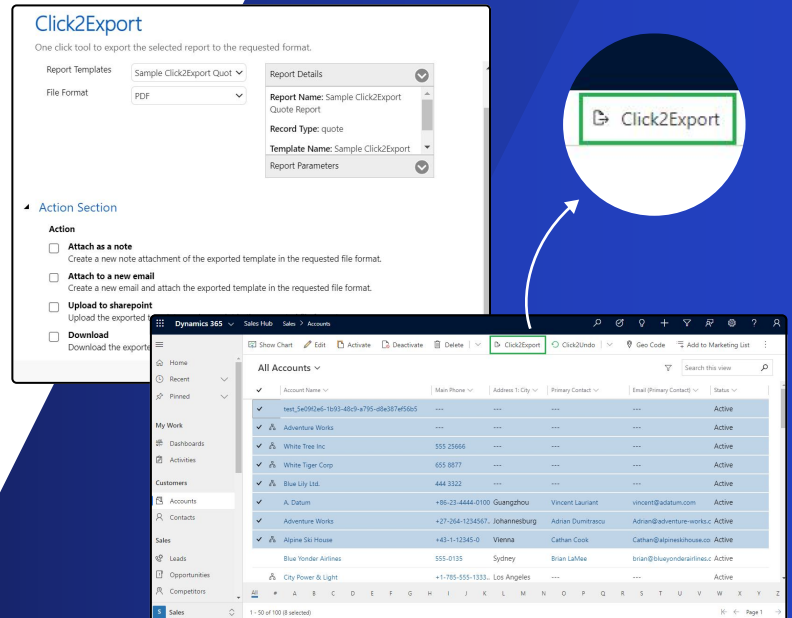 Click2Export
One click tool to export the selected report to the requested format.
Report Templates
Sample Click2Export Quot
File Format
PDF
Report Details
Report Name: Sample Click2Export
Quote Report
Record Type: quote
Template Name: Sample Click2Export
Report Parameters
Action Section
Action
Attach as a note
Create a new note attachment of the exported template in the requested file format.
Attach to a new email
Create a new email and attach the exported template in the requested file format.
Upload to sharepoint
Upload the exported t
Download
Download the exporte
Click2Export
Dynamics 365 Sales Hub Sales > Accounts
Show Chart Edit Activate Deactivate Delete Click2Export Click2Undo Geo Code Add to Marketing List
Home
Recent
Pinned
My Work
Dashboards
Activities
Customers
Accounts
Contacts
Sales
Leads
Opportunities
Competitors
S Sales
All Accounts
Search this view
Account Name Main Phone Address 1: City Primary Contact Email (Primary Contact) Status
test_5e09f2e6-1b93-48c9-a795-d8e387ef56b5 --- --- --- --- Active
Adventure Works --- --- --- --- Active
White Tree Inc 555 25666 --- --- --- Active
White Tiger Corp 655 8877 --- --- --- Active
Blue Lily Ltd. 444 3322 --- --- --- Active
A. Datum +86-23-4444-0100 Guangzhou Vincent Lauriant vincent@adatum.com Active
Adventure Works +27-264-1234567.. Johannesburg Adrian Dumitrascu Adrian@adventure-works.c Active
Alpine Ski House +43-1-12345-0 Vienna Cathan Cook Cathan@alpineskihouse.co Active
Blue Yonder Airlines 555-0135 Sydney Brian LaMee brian@blueyonderairlines.c Active
City Power & Light +1-785-555-1333.. Los Angeles --- --- Active
All # A B C D E F G H I J K L M N O P Q R S T U V W X Y Z
1 - 50 of 100 (8 selected) Page 1